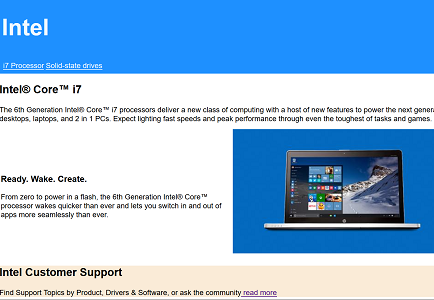 Intel
i7 Processor Solid-state drives
Intel® Core™ i7
The 6th Generation Intel® Core™ i7 processors deliver a new class of computing with a host of new features to power the next
desktops, laptops, and 2 in 1 PCs. Expect lighting fast speeds and peak performance through even the toughest of tasks and games.
Ready. Wake. Create.
From zero to power in a flash, the 6th Generation Intel® Core™
processor wakes quicker than ever and lets you switch in and out of
apps more seamlessly than ever.
Intel Customer Support
Find Support Topics by Product, Drivers & Software, or ask the community read more